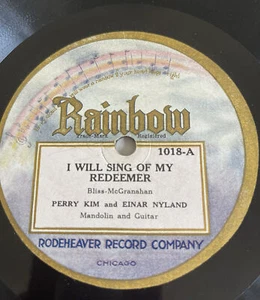 Rainbow
Trade Mark Registered
1018-A
I WILL SING OF MY
REDEEMER
Bliss-McGranahan
PERRY KIM and EINAR NYLAND
Mandolin and Guitar
RODEHEAVER RECORD COMPANY
CHICAGO